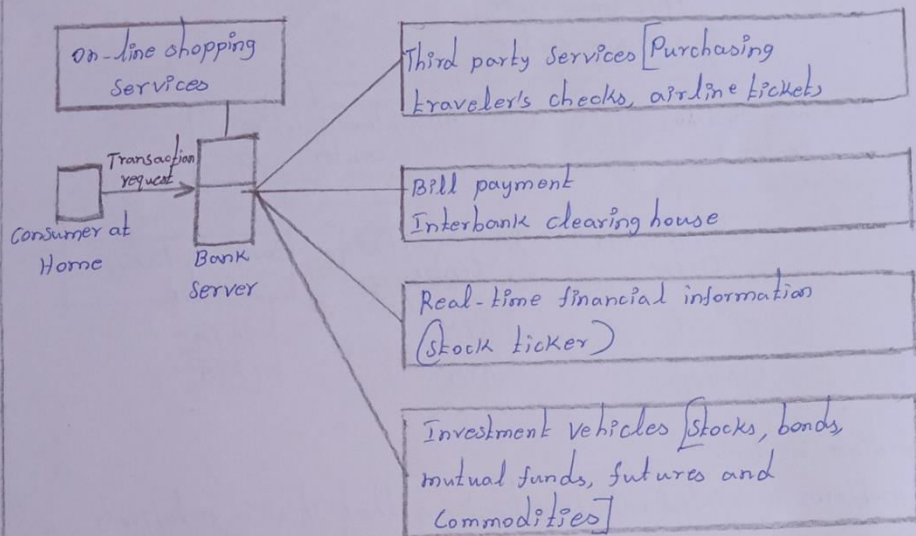 On-line shopping
Services
Third party Services [Purchasing
traveler's checks, airline tickets
Transaction
request
Consumer at
Home
Bank
Server
Bill payment
Interbank clearing house
Real-time financial information
(Stock ticker)
Investment vehicles [Stocks, bonds,
mutual funds, futures and
Commodities]